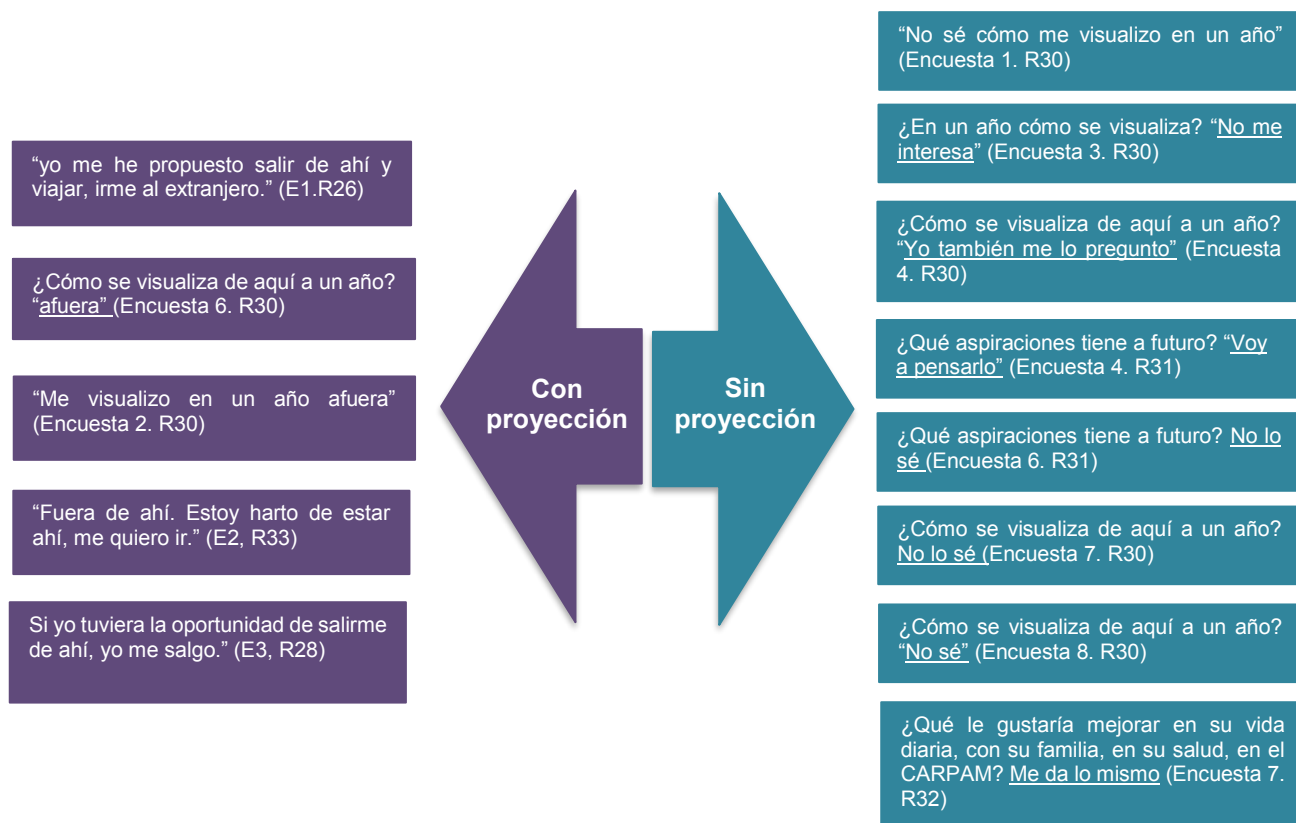 “yo me he propuesto salir de ahí y
viajar, irme al extranjero.” (E1.R26)
¿Cómo se visualiza de aquí a un año?
“afuera” (Encuesta 6. R30)
“Me visualizo en un año afuera”
(Encuesta 2. R30)
“Fuera de ahí. Estoy harto de estar
ahí, me quiero ir.” (E2, R33)
Si yo tuviera la oportunidad de salirme
de ahí, yo me salgo.” (E3, R28)
Con
proyección
Sin
proyección
“No sé cómo me visualizo en un año”
(Encuesta 1. R30)
¿En un año cómo se visualiza? “No me
interesa” (Encuesta 3. R30)
¿Cómo se visualiza de aquí a un año?
“Yo también me lo pregunto” (Encuesta
4. R30)
¿Qué aspiraciones tiene a futuro? “Voy
a pensarlo” (Encuesta 4. R31)
¿Qué aspiraciones tiene a futuro? No lo
sé (Encuesta 6. R31)
¿Cómo se visualiza de aquí a un año?
No lo sé (Encuesta 7. R30)
¿Cómo se visualiza de aquí a un año?
“No sé” (Encuesta 8. R30)
¿Qué le gustaría mejorar en su vida
diaria, con su familia, en su salud, en el
CARPAM? Me da lo mismo (Encuesta 7.
R32)